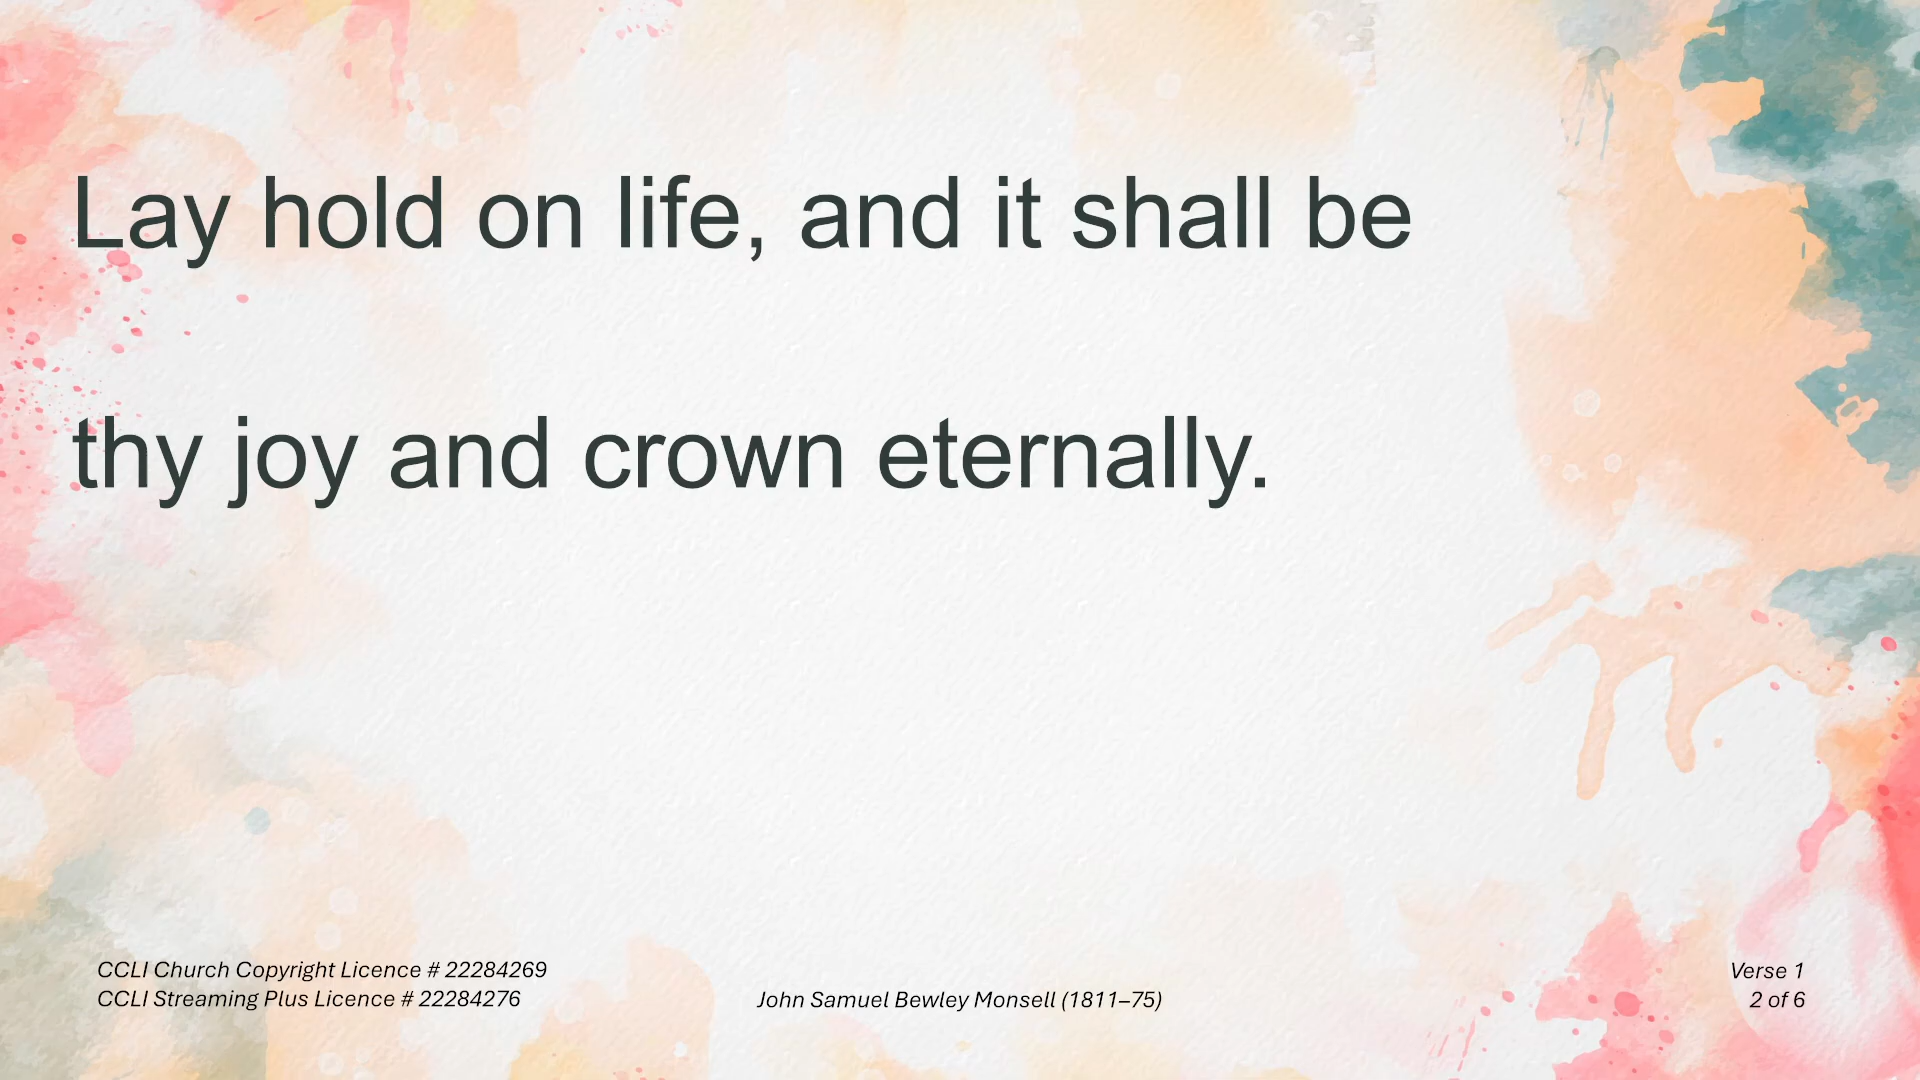 Lay hold on life, and it shall be
thy joy and crown eternally.
CCLI Church Copyright Licence # 22284269
CCLI Streaming Plus Licence # 22284276
John Samuel Bewley Monsell (1811–75)
Verse 1
2 of 6